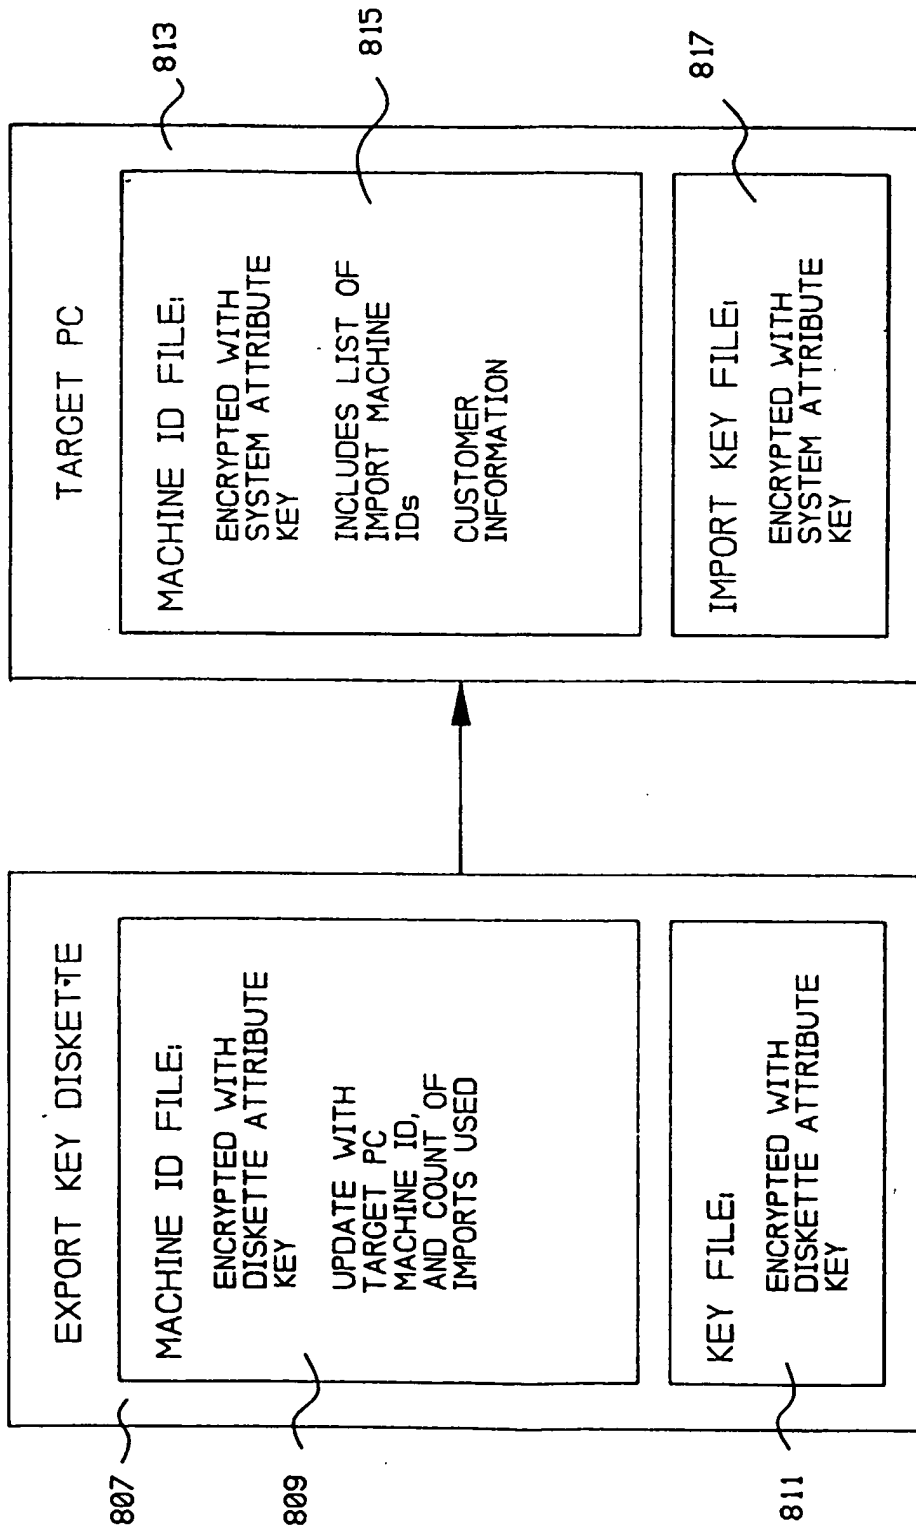 EXPORT KEY DISKETTE
MACHINE ID FILE:
ENCRYPTED WITH
DISKETTE ATTRIBUTE
KEY
UPDATE WITH
TARGET PC
MACHINE ID,
AND COUNT OF
IMPORTS USED
KEY FILE:
ENCRYPTED WITH
DISKETTE ATTRIBUTE
KEY
807
809
811
TARGET PC
MACHINE ID FILE:
ENCRYPTED WITH
SYSTEM ATTRIBUTE
KEY
INCLUDES LIST OF
IMPORT MACHINE
IDs
CUSTOMER
INFORMATION
IMPORT KEY FILE:
ENCRYPTED WITH
SYSTEM ATTRIBUTE
KEY
813
815
817